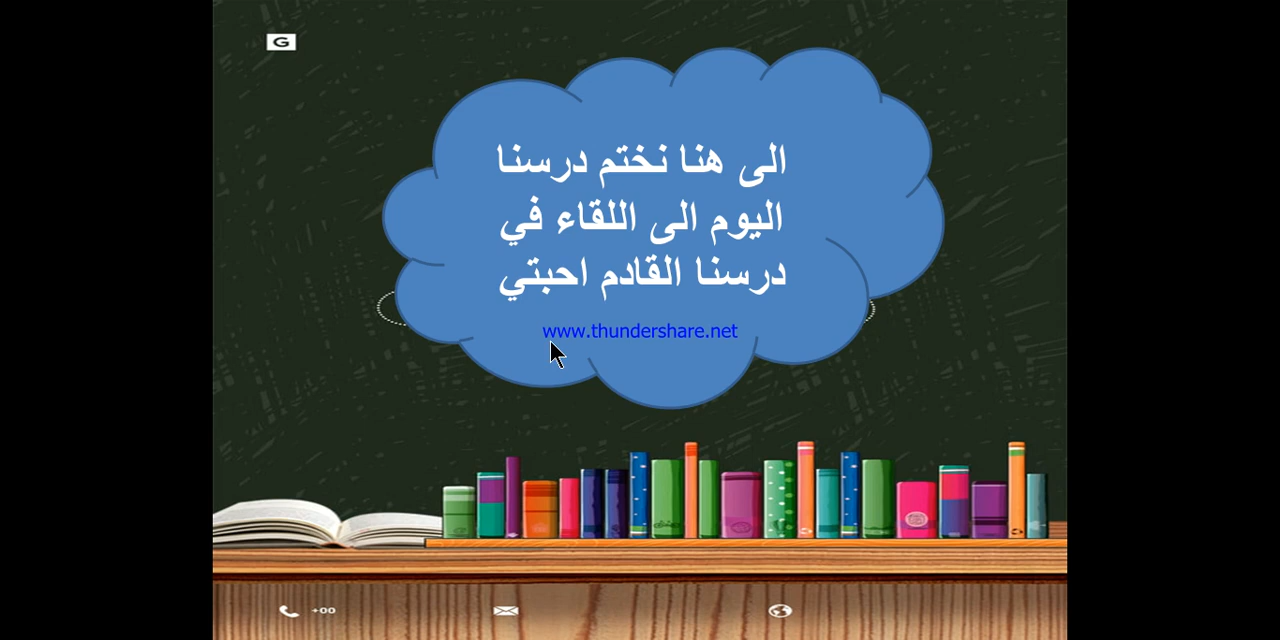 G
الى هنا نختم درسنا
اليوم الى اللقاء في
درسنا القادم احبتي
www.thundershare.net
+00